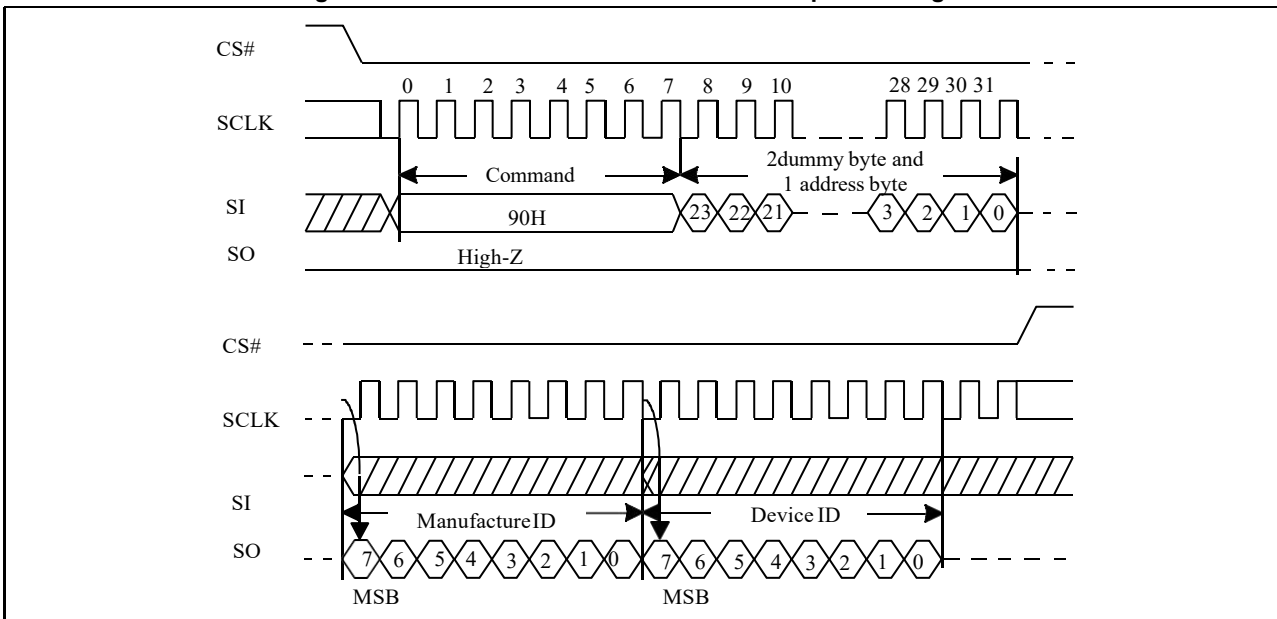 CS#
0 1 2 3 4 5 6 7 8 9 10 28 29 30 31
SCLK
Command
2dummy byte and
1 address byte
SI
90H
23 22 21 3 2 1 0
SO
High-Z
CS#
SCLK
SI
Manufacture ID
Device ID
SO
7 6 5 4 3 2 1 0 7 6 5 4 3 2 1 0
MSB MSB